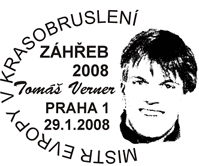 MISTR EVROPY V KRASOBRUSLENÍ
ZÁHŘEB
2008
Tomáš Verner
PRAHA 1
29.1.2008